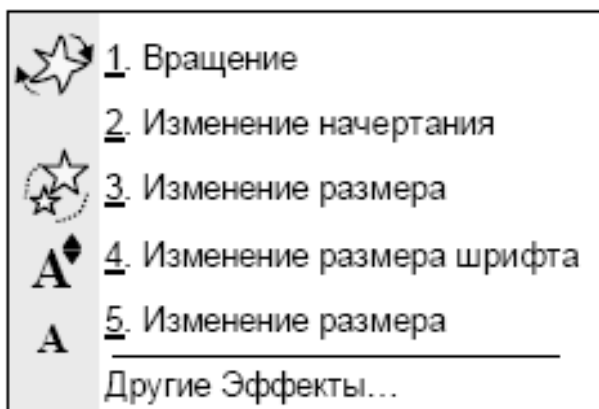 1. Вращение
2. Изменение начертания
3. Изменение размера
A 4. Изменение размера шрифта
A 5. Изменение размера
Другие Эффекты...